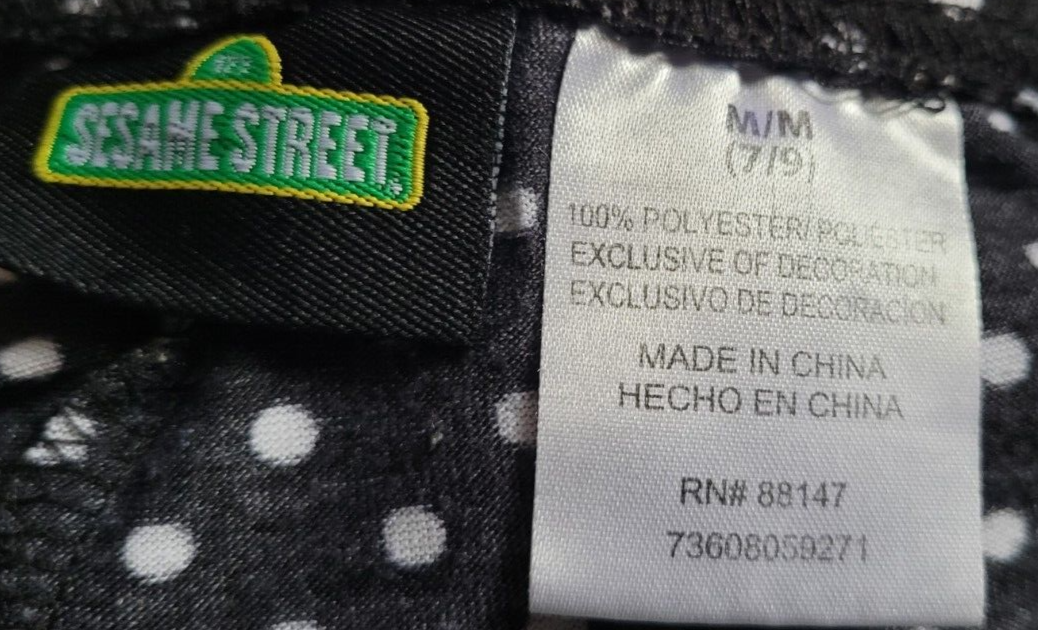 SESAME STREET
M/M
(7/9)
100% POLYESTER/POLIESTER
EXCLUSIVE OF DECORATION
EXCLUSIVO DE DECORACION
MADE IN CHINA
HECHO EN CHINA
RN# 88147
73608059271